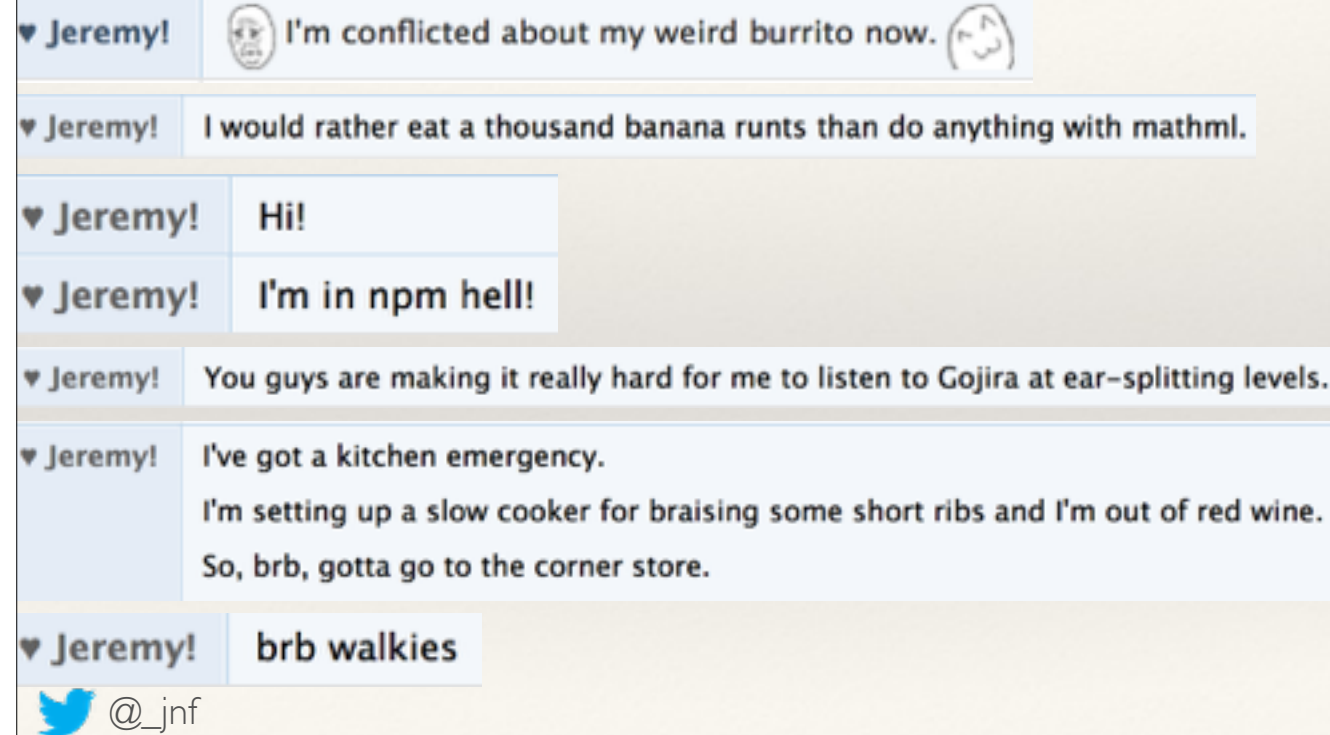 ♥ Jeremy! I'm conflicted about my weird burrito now.
♥ Jeremy! I would rather eat a thousand banana runts than do anything with mathml.
♥ Jeremy! Hi!
♥ Jeremy! I'm in npm hell!
♥ Jeremy! You guys are making it really hard for me to listen to Gojira at ear-splitting levels.
♥ Jeremy! I've got a kitchen emergency.
I'm setting up a slow cooker for braising some short ribs and I'm out of red wine.
So, brb, gotta go to the corner store.
♥ Jeremy! brb walkies
@_jnf